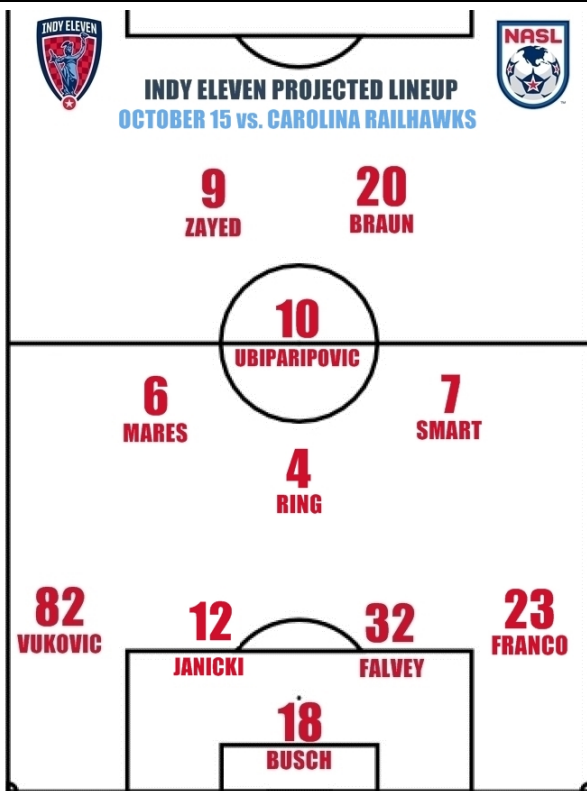 INDY ELEVEN
NASL
INDY ELEVEN PROJECTED LINEUP
OCTOBER 15 vs. CAROLINA RAILHAWKS
9
ZAYED
20
BRAUN
10
UBIPARIPOVIC
6
MARES
7
SMART
4
RING
82
VUKOVIC
12
JANICKI
32
FALVEY
23
FRANCO
18
BUSCH